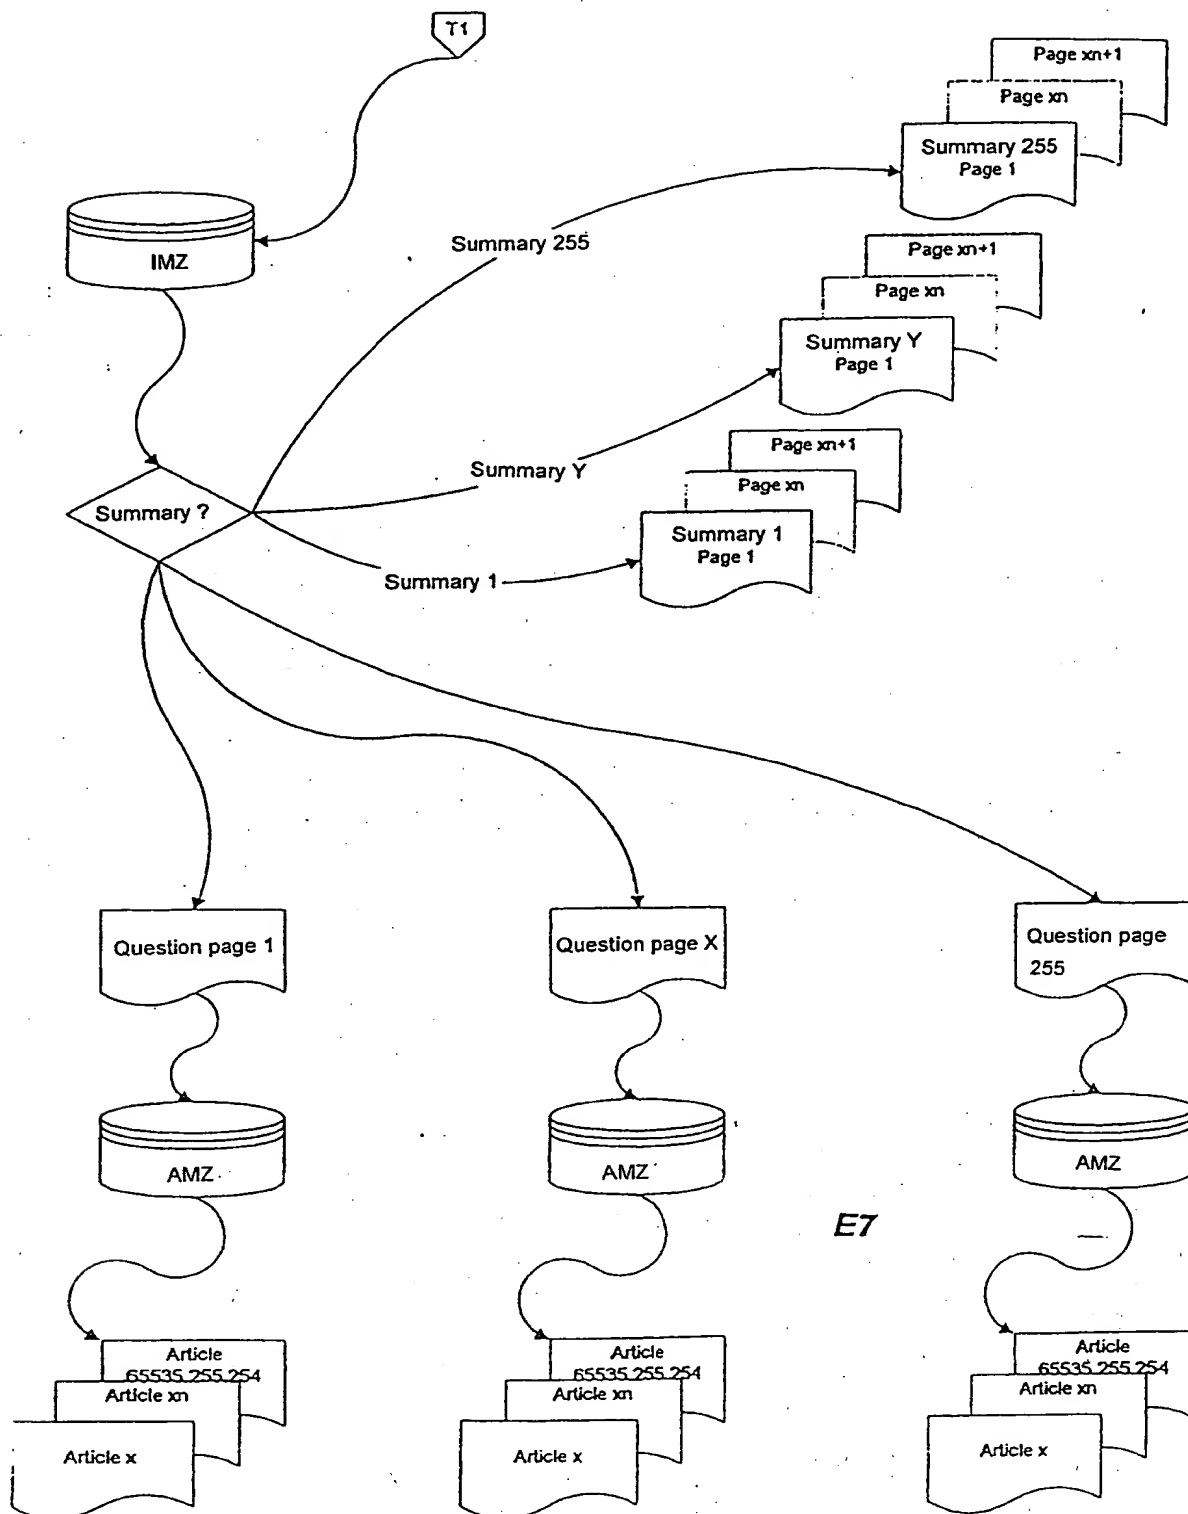 T1
Page xn+1
Page xn
Summary 255
Page 1
Summary 255
IMZ
Page xn+1
Page xn
Summary Y
Page 1
Summary Y
Page xn+1
Page xn
Summary ?
Summary 1
Page 1
Summary 1
Question page 1
Question page X
Question page
255
AMZ
AMZ
AMZ
E7
Article
65535.255.254
Article xn
Article x
Article
65535.255.254
Article xn
Article x
Article
65535.255.254
Article xn
Article x